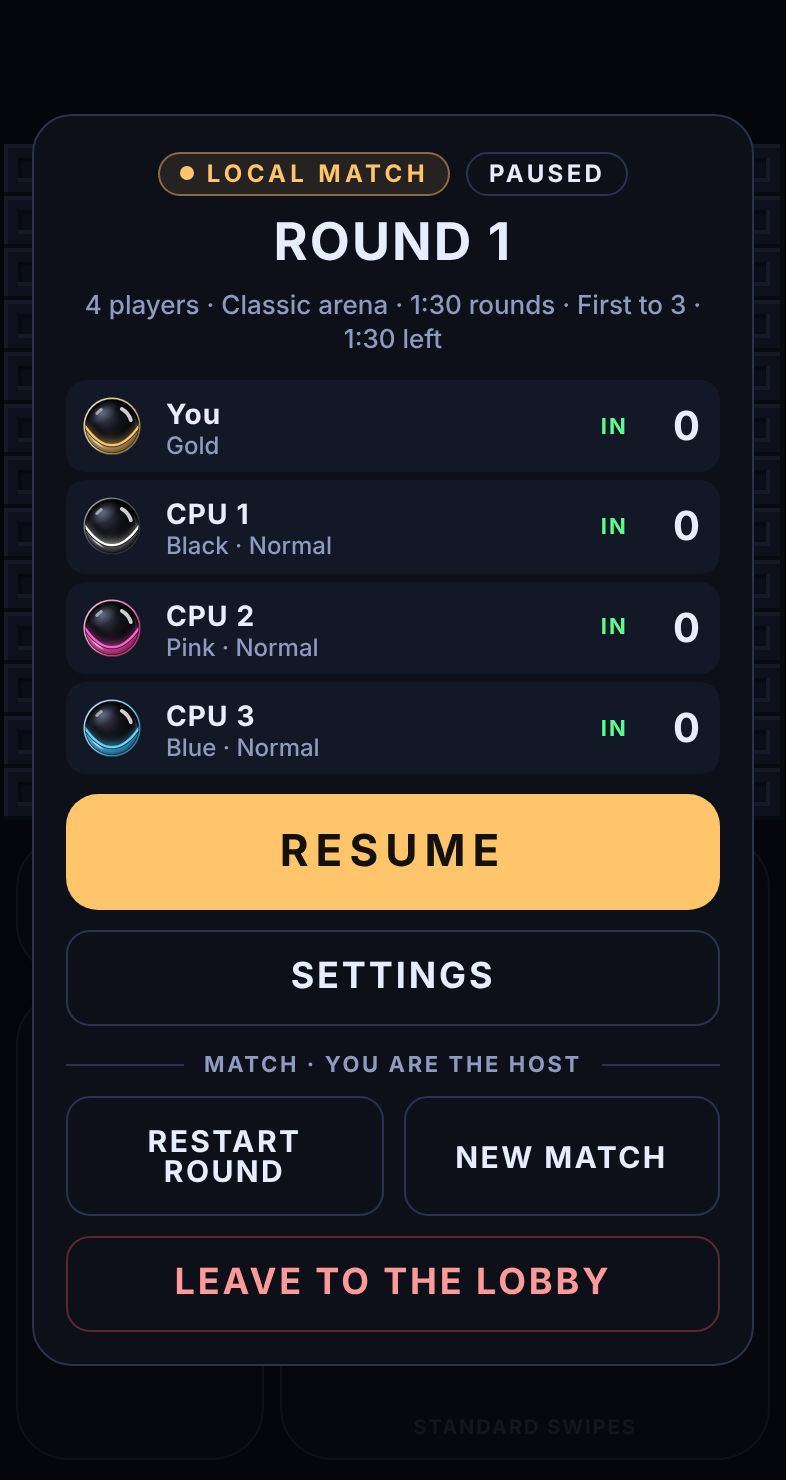 LOCAL MATCH
PAUSED
ROUND 1
4 players · Classic arena · 1:30 rounds · First to 3 ·
1:30 left
You
Gold
IN
0
CPU 1
Black · Normal
IN
0
CPU 2
Pink · Normal
IN
0
CPU 3
Blue · Normal
IN
0
RESUME
SETTINGS
MATCH · YOU ARE THE HOST
RESTART
ROUND
NEW MATCH
LEAVE TO THE LOBBY
STANDARD SWIPES